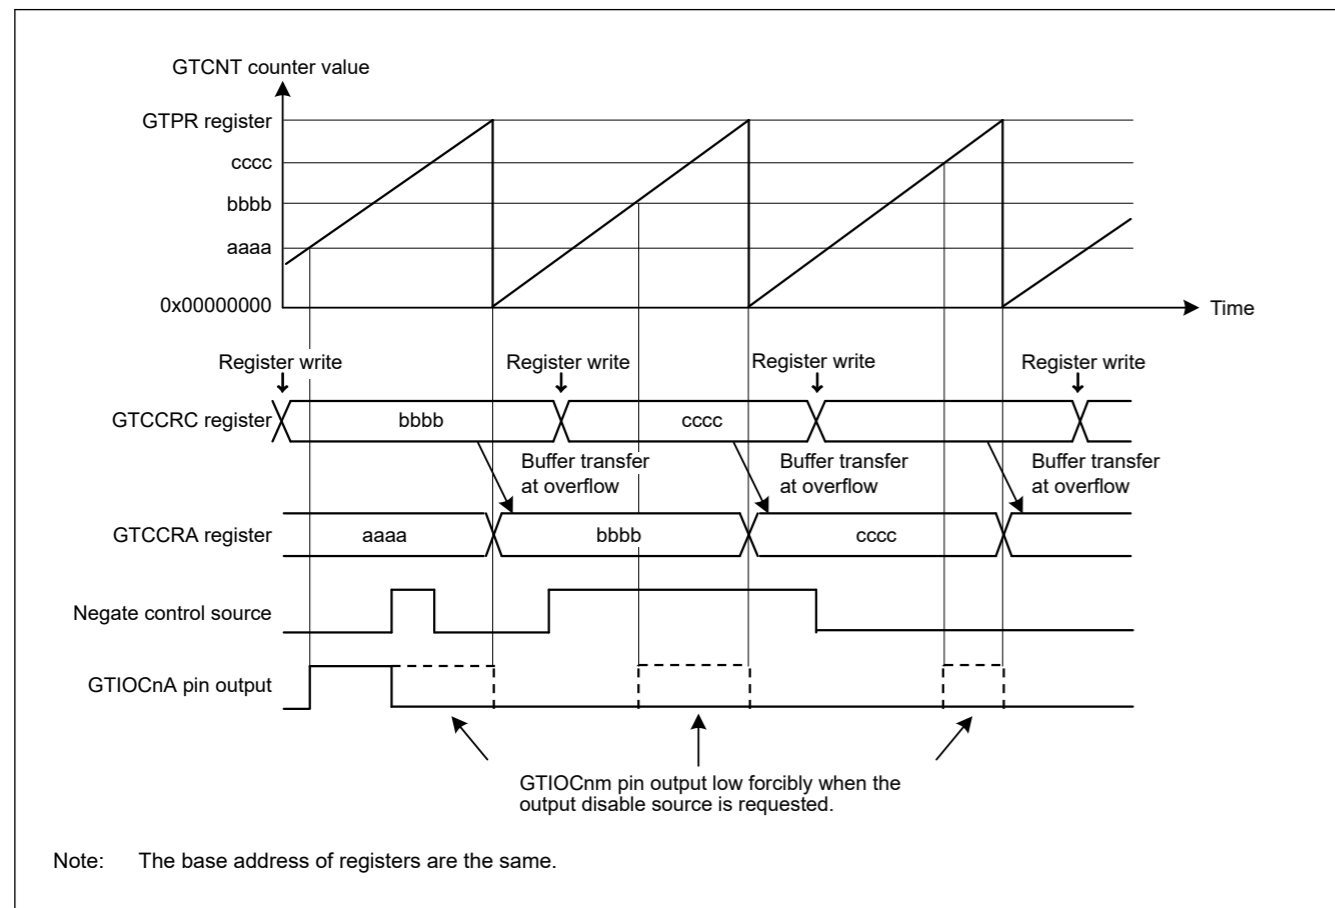 GTCNT counter value
GTPR register
cccc
bbbb
aaaa
0x00000000
Time
Register write
Register write
Register write
Register write
GTCCRC register
bbbb
cccc
Buffer transfer
at overflow
Buffer transfer
at overflow
Buffer transfer
at overflow
GTCCRA register
aaaa
bbbb
cccc
Negate control source
GTIOCnA pin output
GTIOCnm pin output low forcibly when the
output disable source is requested.
Note: The base address of registers are the same.